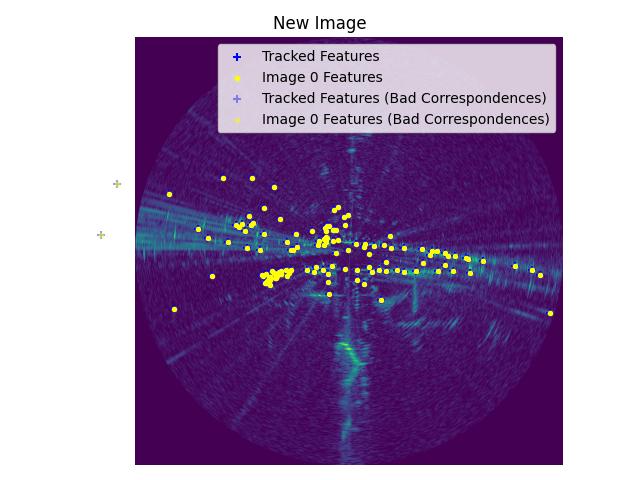 New Image
Tracked Features
Image 0 Features
Tracked Features (Bad Correspondences)
Image 0 Features (Bad Correspondences)